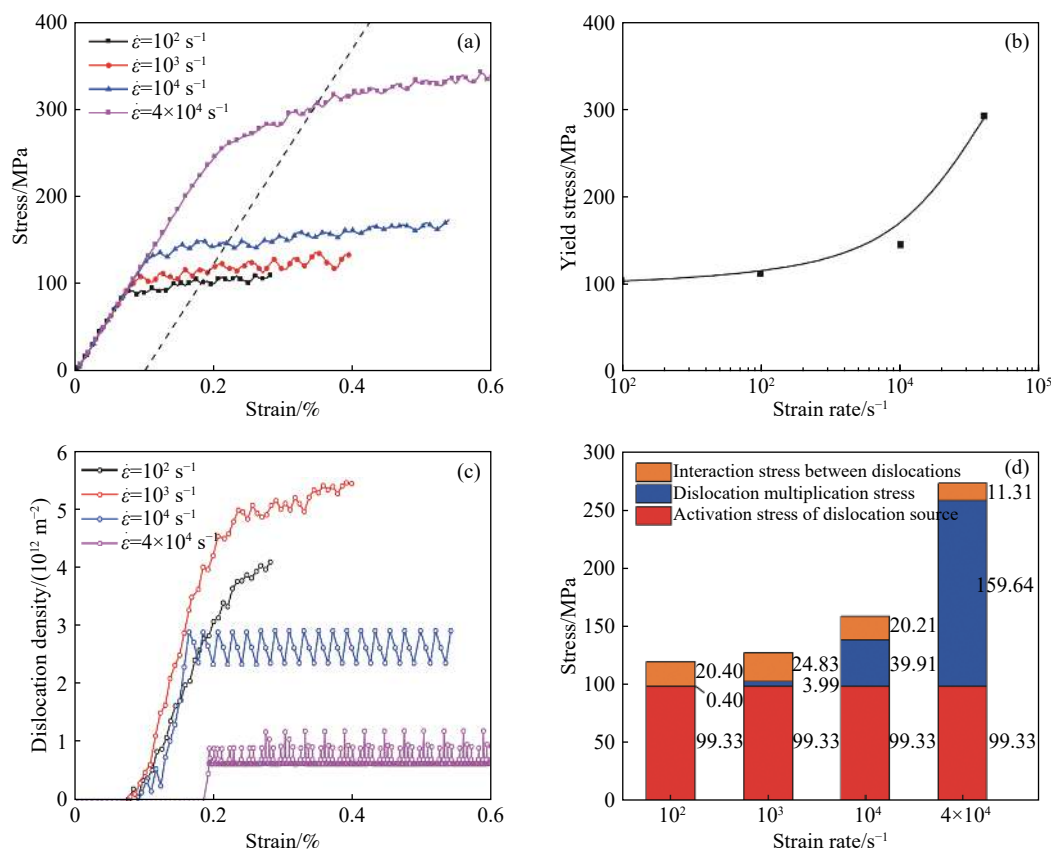 400
300
200
100
0
Stress/MPa
(a)
ε̇=10² s⁻¹
ε̇=10³ s⁻¹
ε̇=10⁴ s⁻¹
ε̇=4×10⁴ s⁻¹
0
0.2
0.4
0.6
Strain/%
400
300
200
100
0
Yield stress/MPa
(b)
10²
10²
10⁴
10⁵
Strain rate/s⁻¹
6
5
4
3
2
1
0
Dislocation density/(10¹² m⁻²)
(c)
ε̇=10² s⁻¹
ε̇=10³ s⁻¹
ε̇=10⁴ s⁻¹
ε̇=4×10⁴ s⁻¹
0
0.2
0.4
0.6
Strain/%
300
250
200
150
100
50
0
Stress/MPa
(d)
Interaction stress between dislocations
Dislocation multiplication stress
Activation stress of dislocation source
20.40
0.40
99.33
24.83
3.99
99.33
20.21
39.91
99.33
11.31
159.64
99.33
10²
10³
10⁴
4×10⁴
Strain rate/s⁻¹